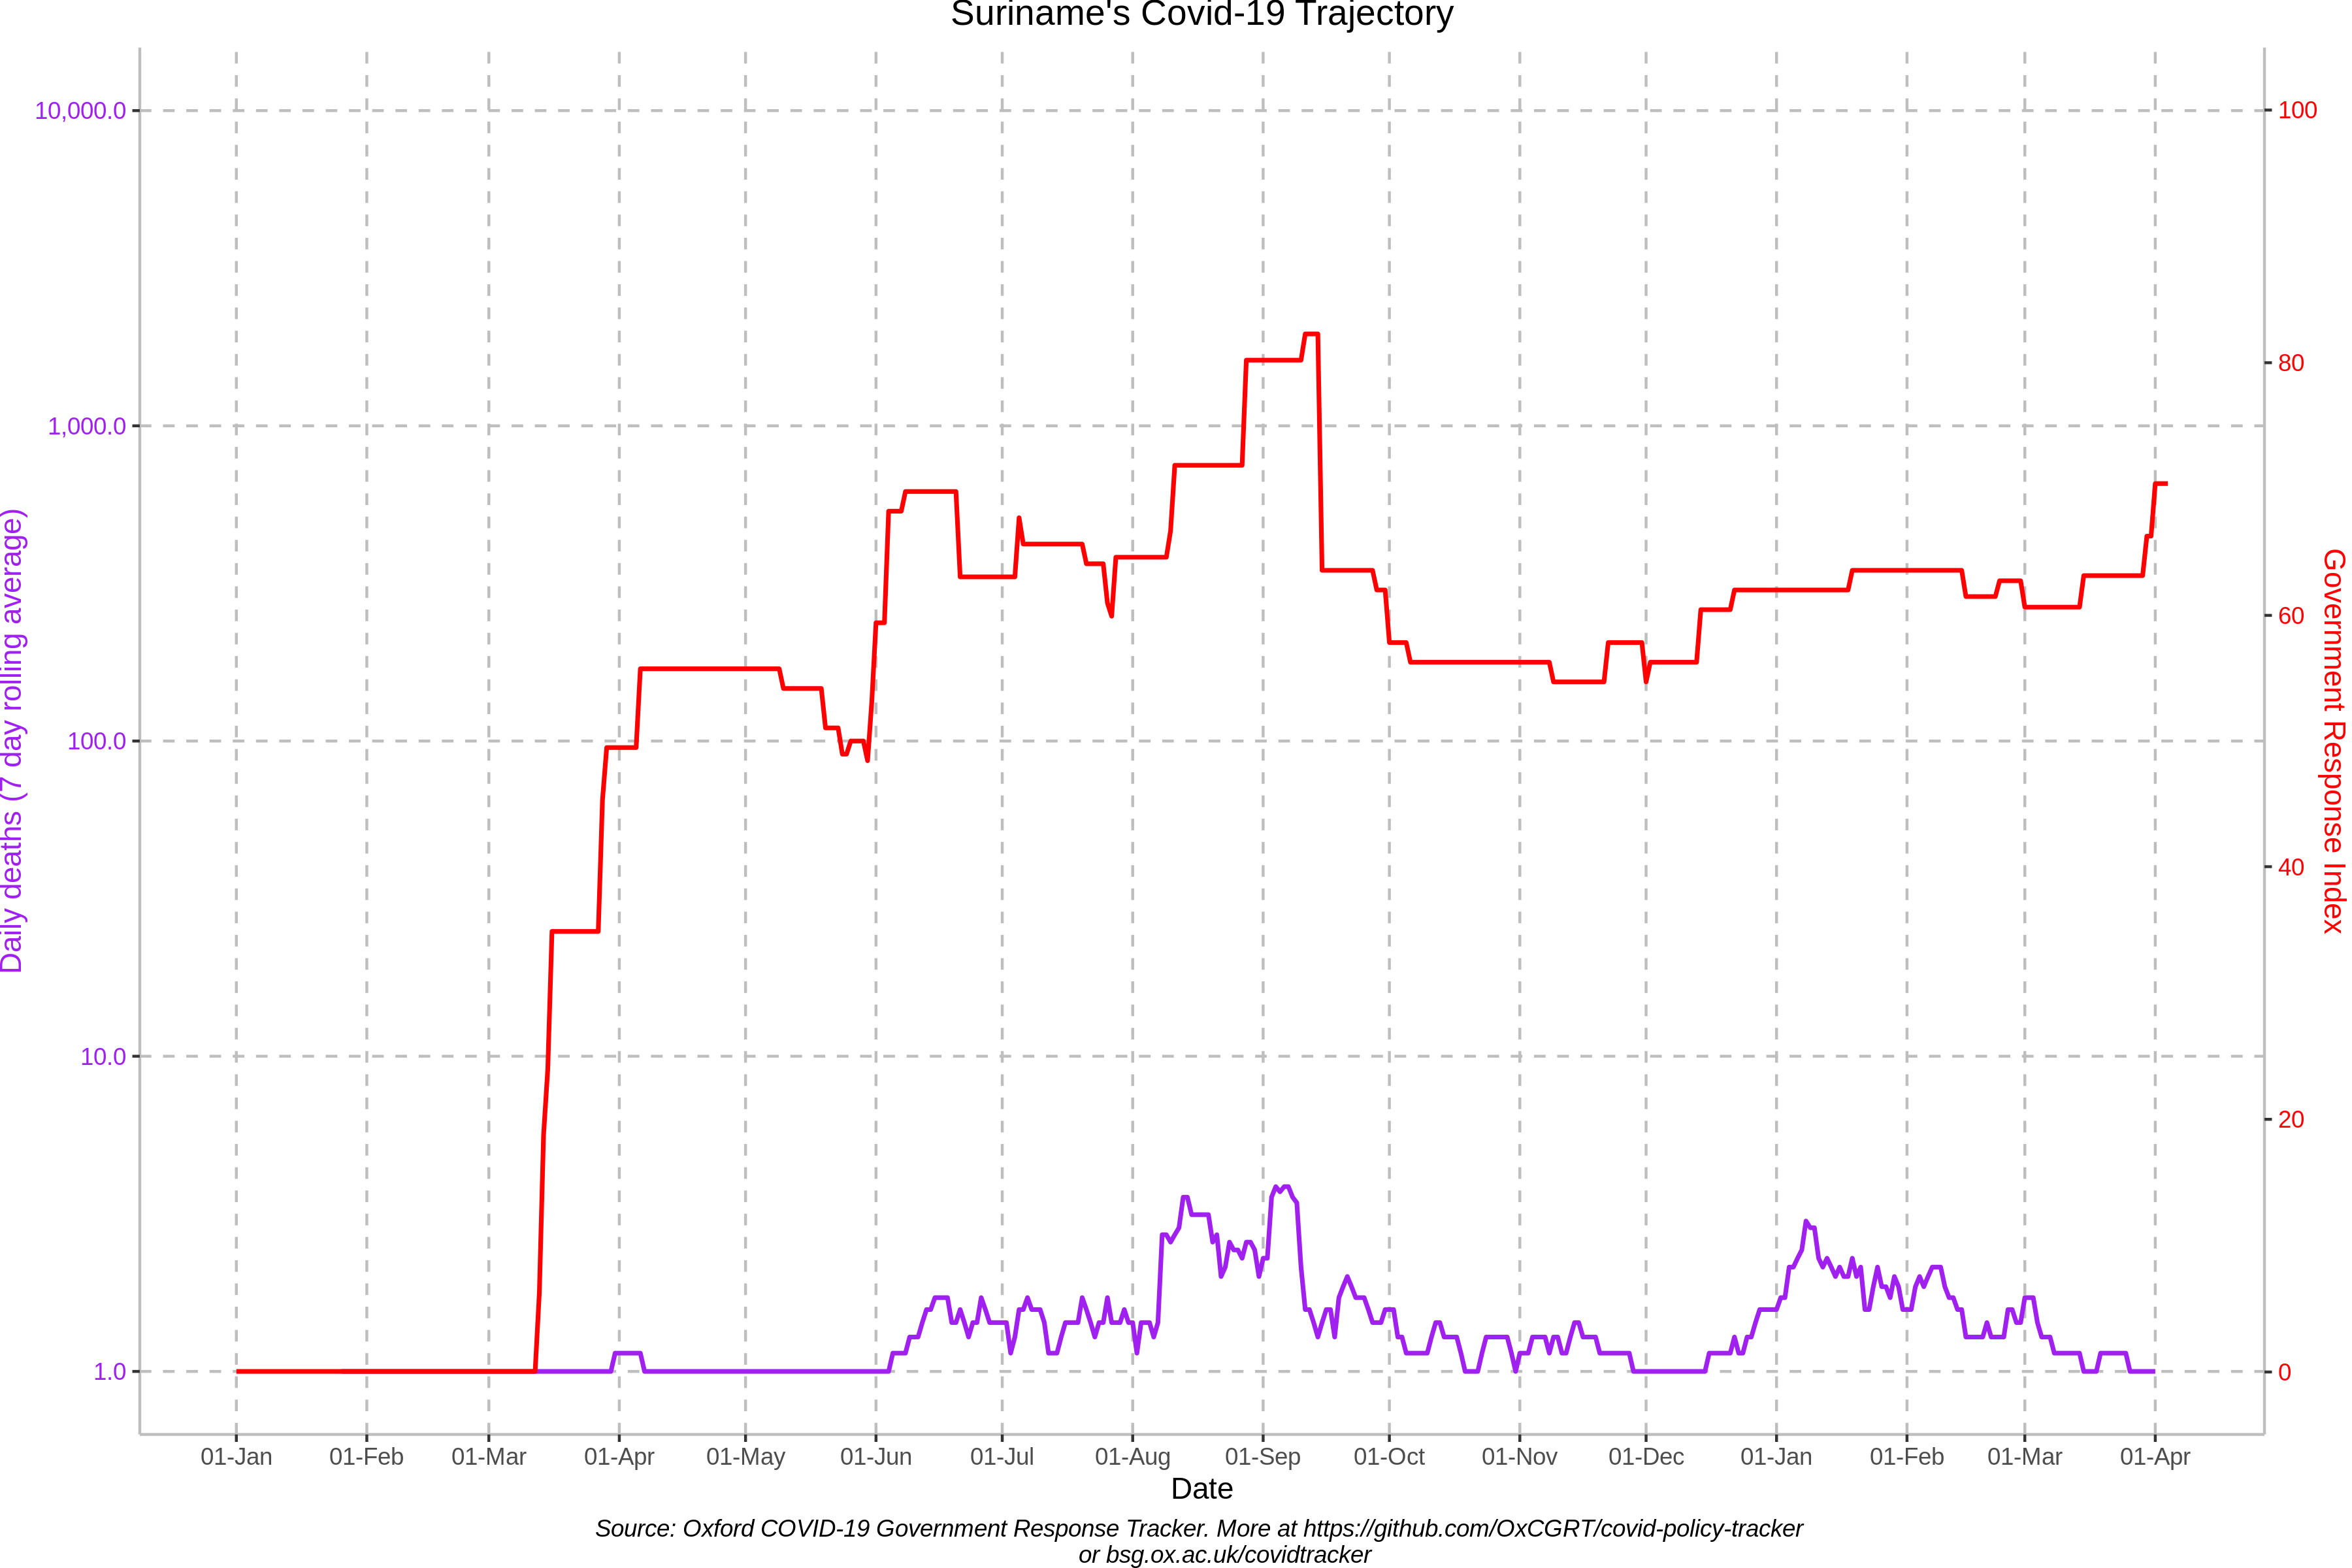 Suriname's Covid-19 Trajectory
10,000.0
1,000.0
100.0
10.0
1.0
Daily deaths (7 day rolling average)
100
80
60
40
20
0
Government Response Index
01-Jan 01-Feb 01-Mar 01-Apr 01-May 01-Jun 01-Jul 01-Aug 01-Sep 01-Oct 01-Nov 01-Dec 01-Jan 01-Feb 01-Mar 01-Apr
Date
Source: Oxford COVID-19 Government Response Tracker. More at https://github.com/OxCGRT/covid-policy-tracker
or bsg.ox.ac.uk/covidtracker